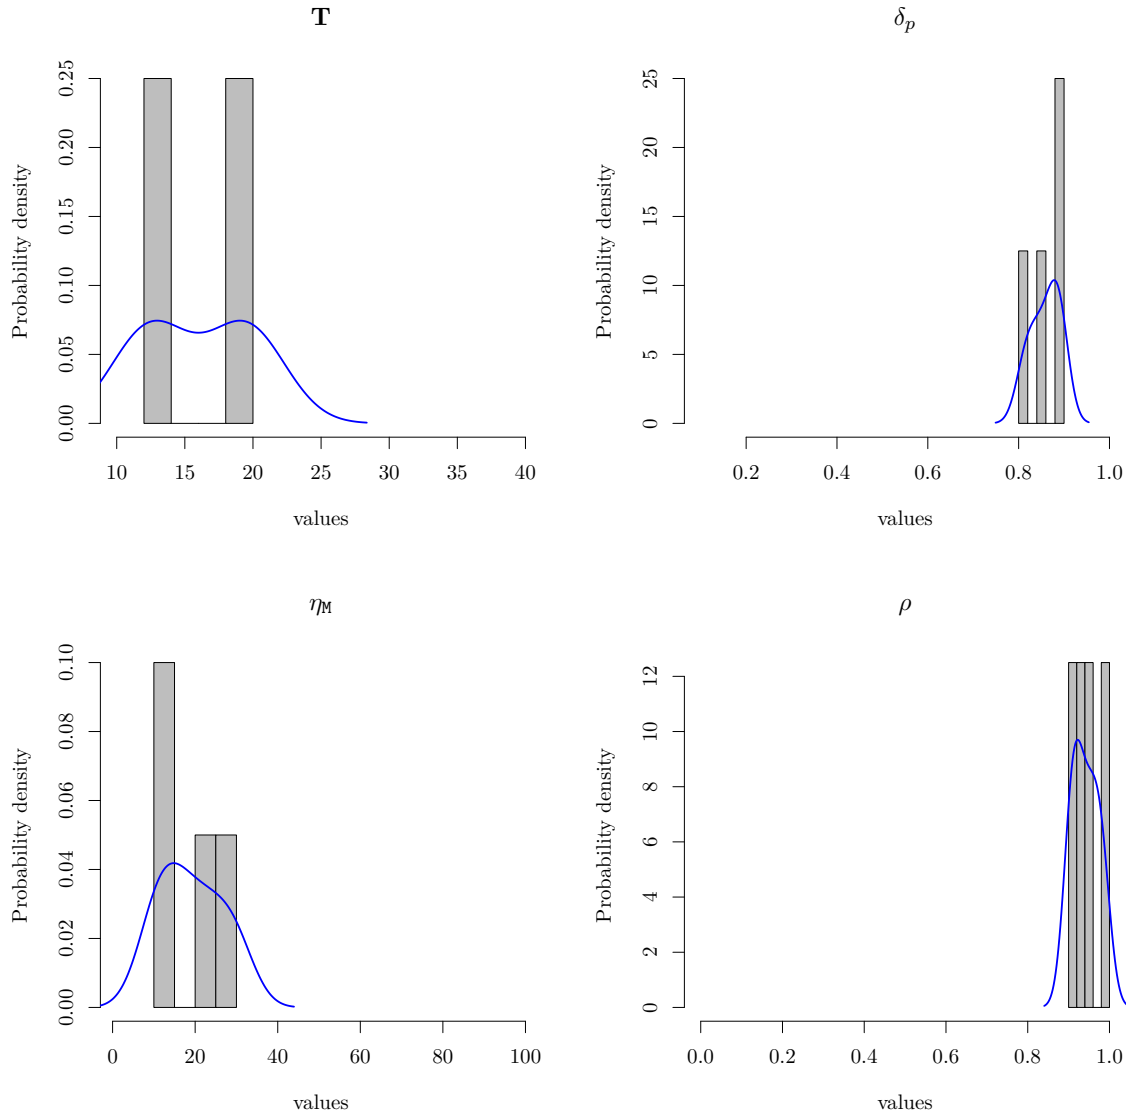 T
Probability density
0.00 0.05 0.10 0.15 0.20 0.25
10 15 20 25 30 35 40
values
δp
Probability density
0 5 10 15 20 25
0.2 0.4 0.6 0.8 1.0
values
ηM
Probability density
0.00 0.02 0.04 0.06 0.08 0.10
0 20 40 60 80 100
values
ρ
Probability density
0 2 4 6 8 10 12
0.0 0.2 0.4 0.6 0.8 1.0
values